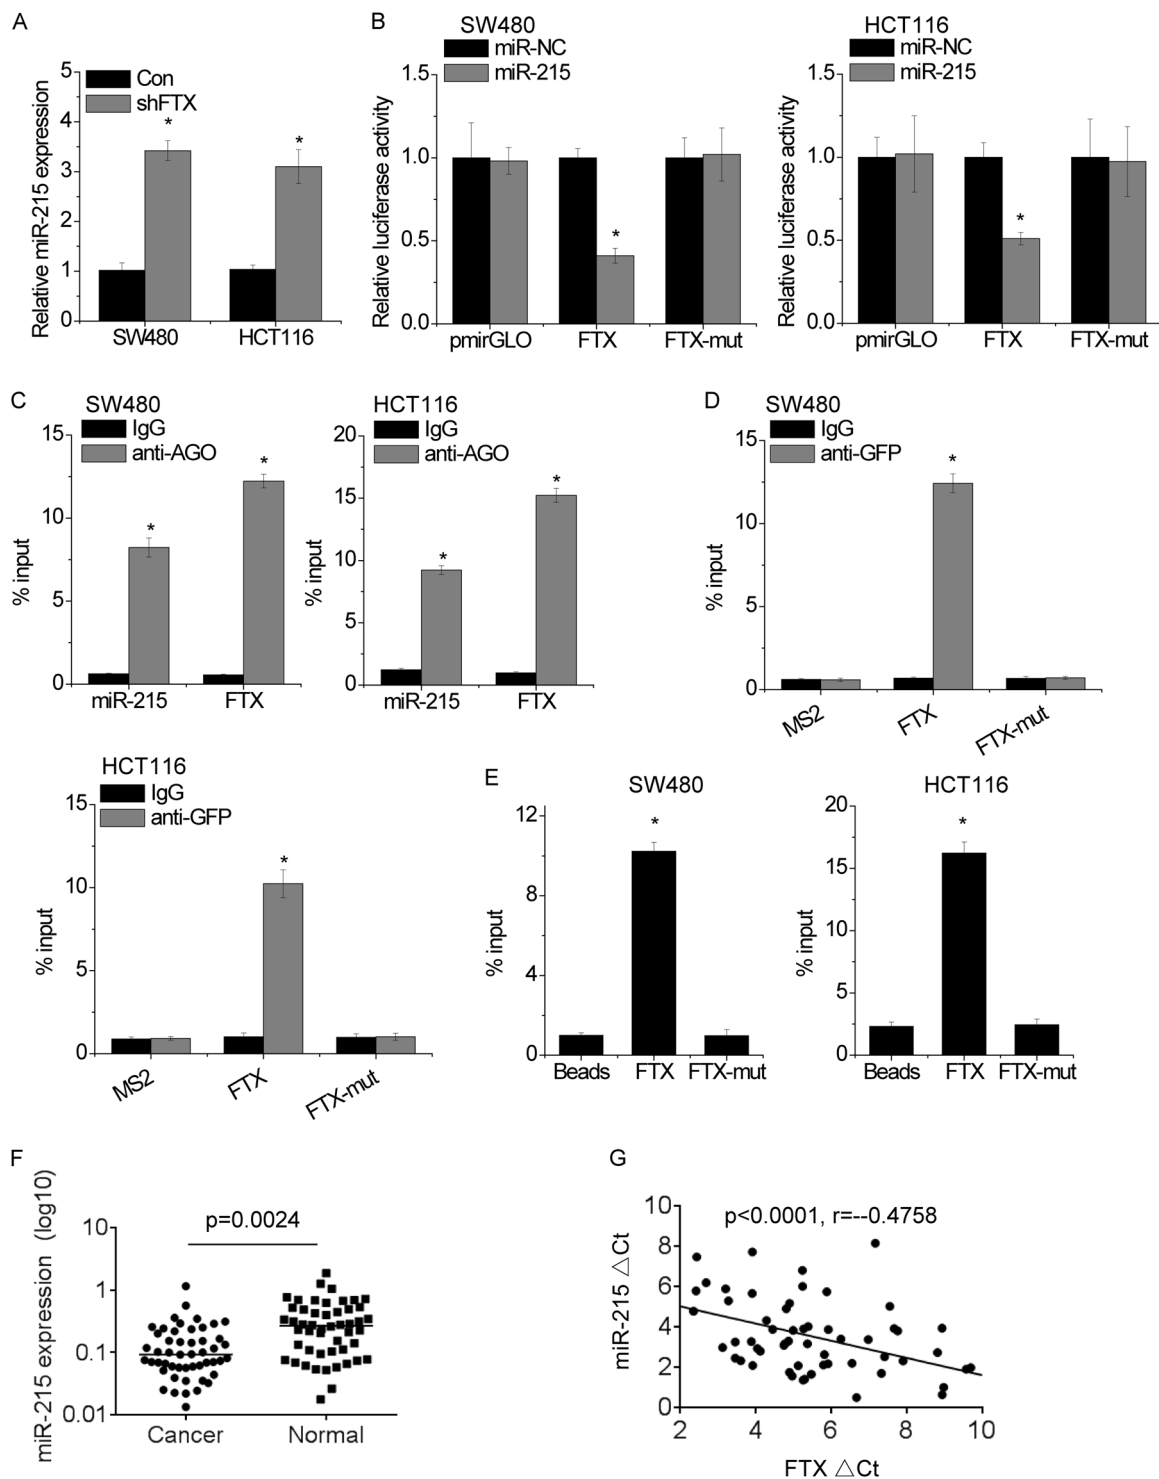 A
Con
shFTX
Relative miR-215 expression
5
4
3
2
1
0
*
*
SW480
HCT116
B
SW480
miR-NC
miR-215
Relative luciferase activity
1.5
1.0
0.5
0.0
*
pmirGLO
FTX
FTX-mut
HCT116
miR-NC
miR-215
Relative luciferase activity
1.5
1.0
0.5
0.0
*
pmirGLO
FTX
FTX-mut
C
SW480
IgG
anti-AGO
% input
15
10
5
0
*
*
miR-215
FTX
HCT116
IgG
anti-AGO
% input
20
15
10
5
0
*
*
miR-215
FTX
D
SW480
IgG
anti-GFP
% input
15
10
5
0
*
MS2
FTX
FTX-mut
HCT116
IgG
anti-GFP
% input
15
10
5
0
*
MS2
FTX
FTX-mut
E
SW480
% input
12
8
4
0
*
Beads
FTX
FTX-mut
HCT116
% input
20
15
10
5
0
*
Beads
FTX
FTX-mut
F
miR-215 expression (log10)
10
1
0.1
0.01
p=0.0024
Cancer
Normal
G
miR-215 △Ct
10
8
6
4
2
0
p<0.0001, r=--0.4758
2
4
6
8
10
FTX △Ct